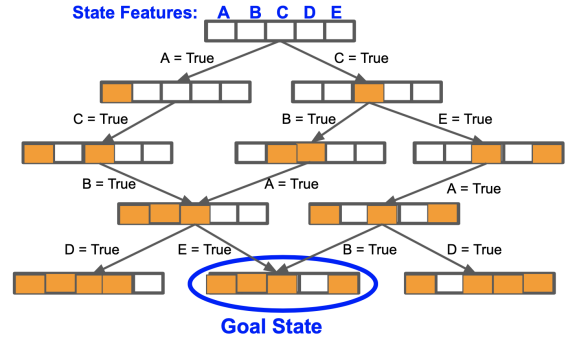 State Features: A B C D E
A = True C = True
C = True B = True E = True
B = True A = True A = True
D = True E = True B = True D = True
Goal State